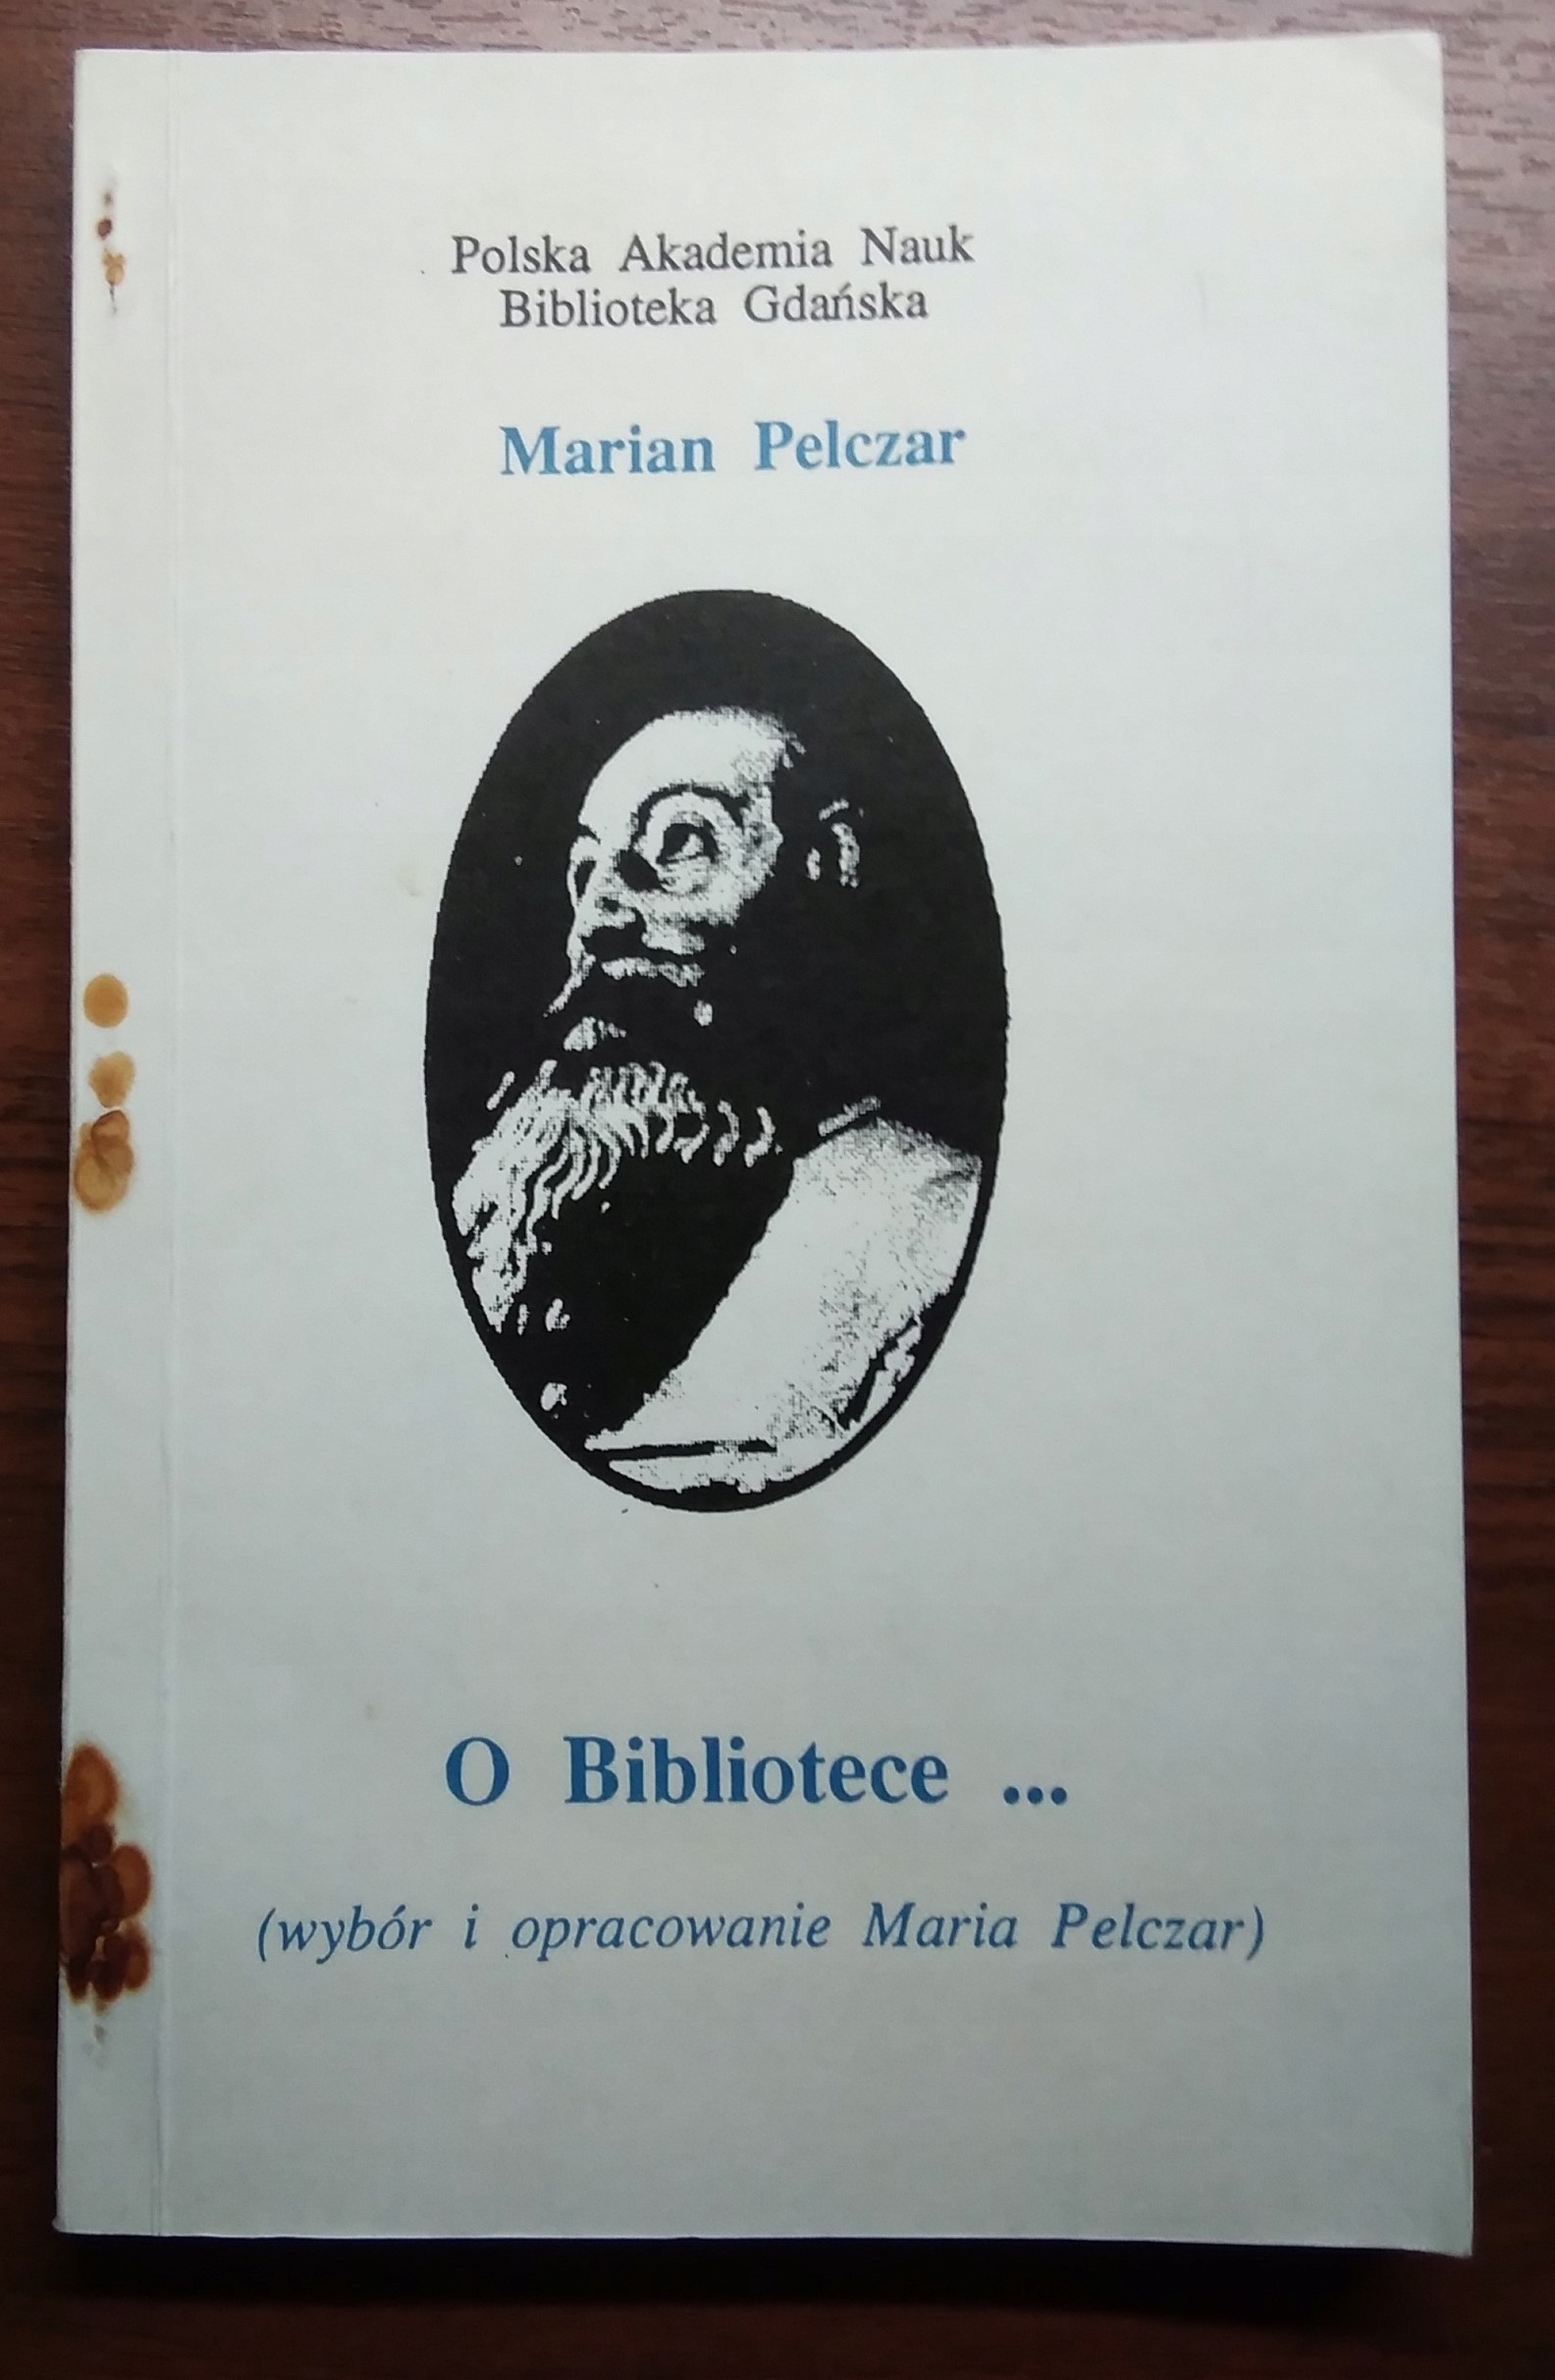 Polska Akademia Nauk
Biblioteka Gdańska
Marian Pelczar
O Bibliotece ...
(wybór i opracowanie Maria Pelczar)